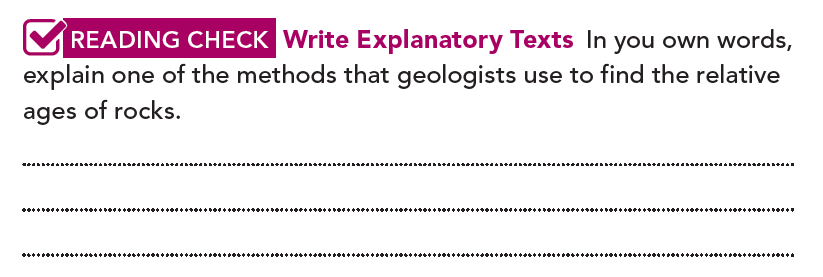 READING CHECK Write Explanatory Texts In you own words,
explain one of the methods that geologists use to find the relative
ages of rocks.